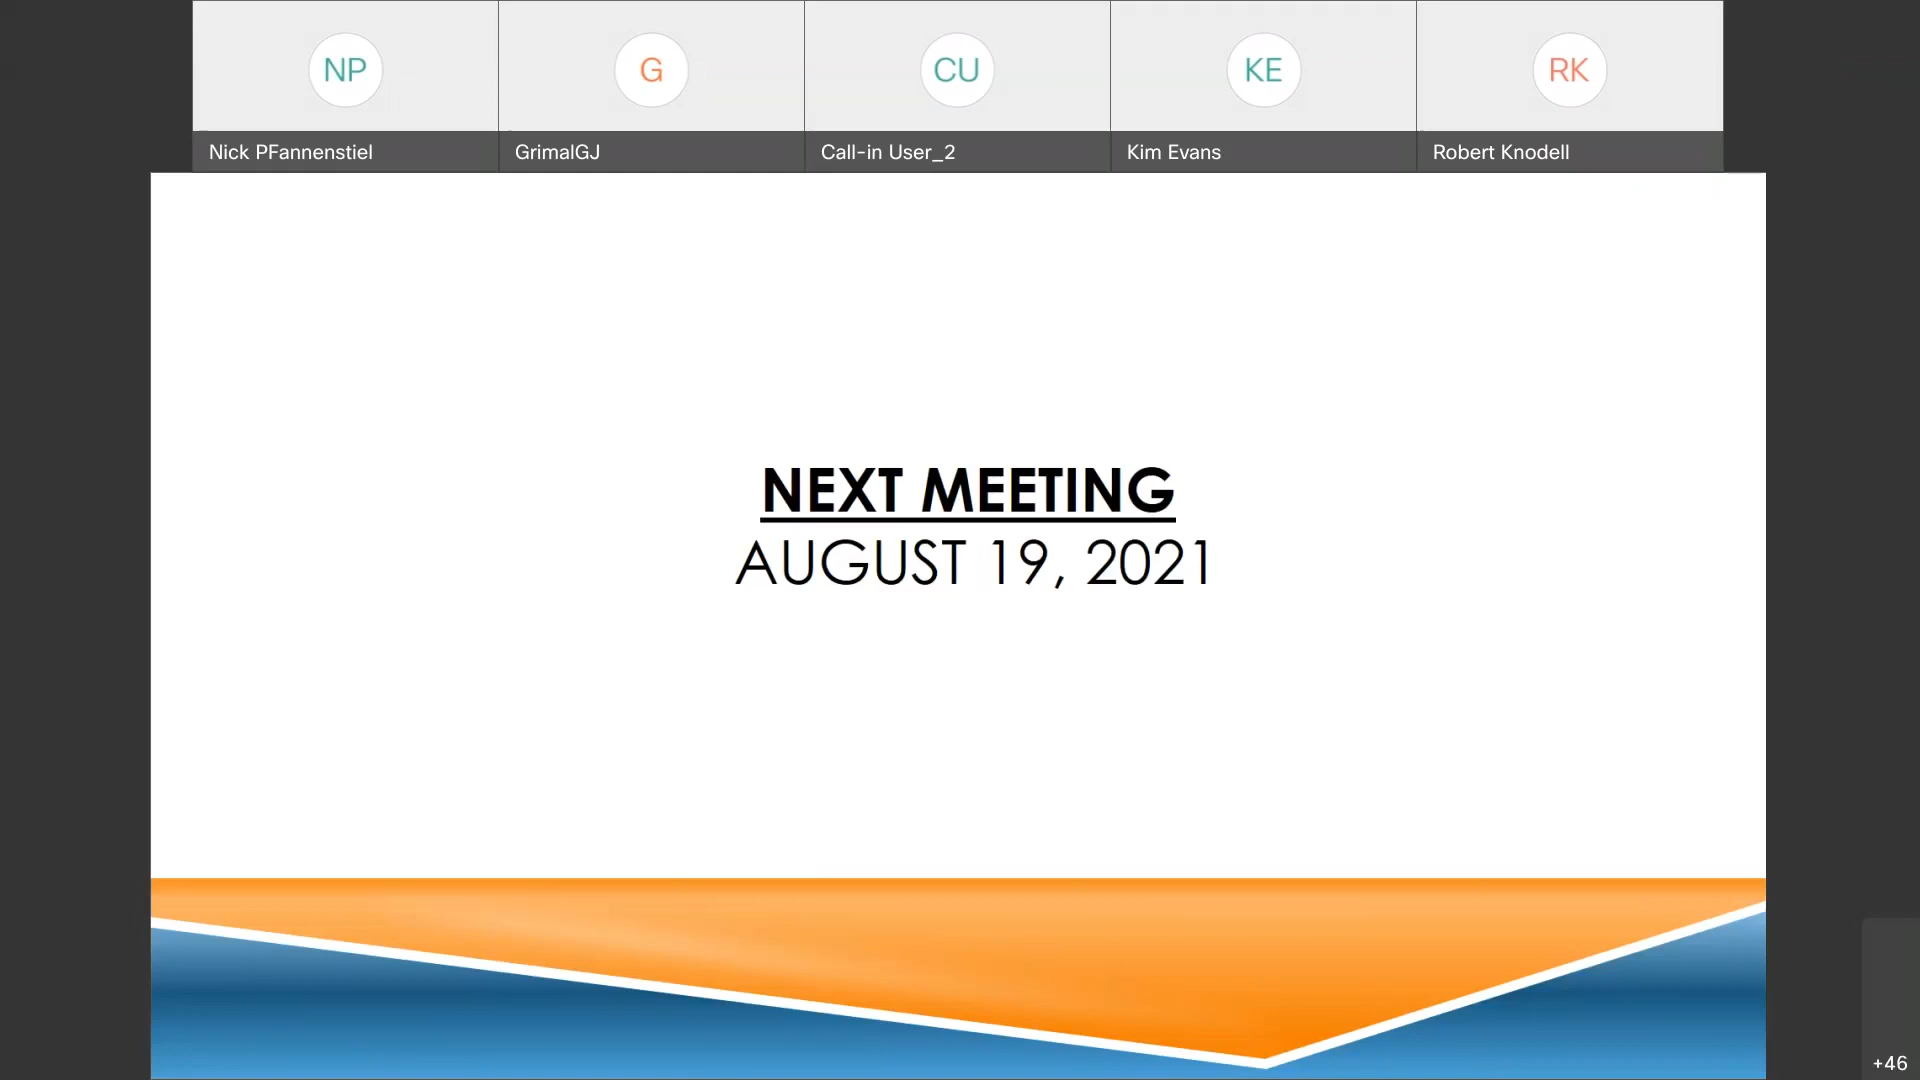 NP
G
CU
KE
RK
Nick PFannenstiel
GrimalGJ
Call-in User_2
Kim Evans
Robert Knodell
NEXT MEETING
AUGUST 19, 2021
+46